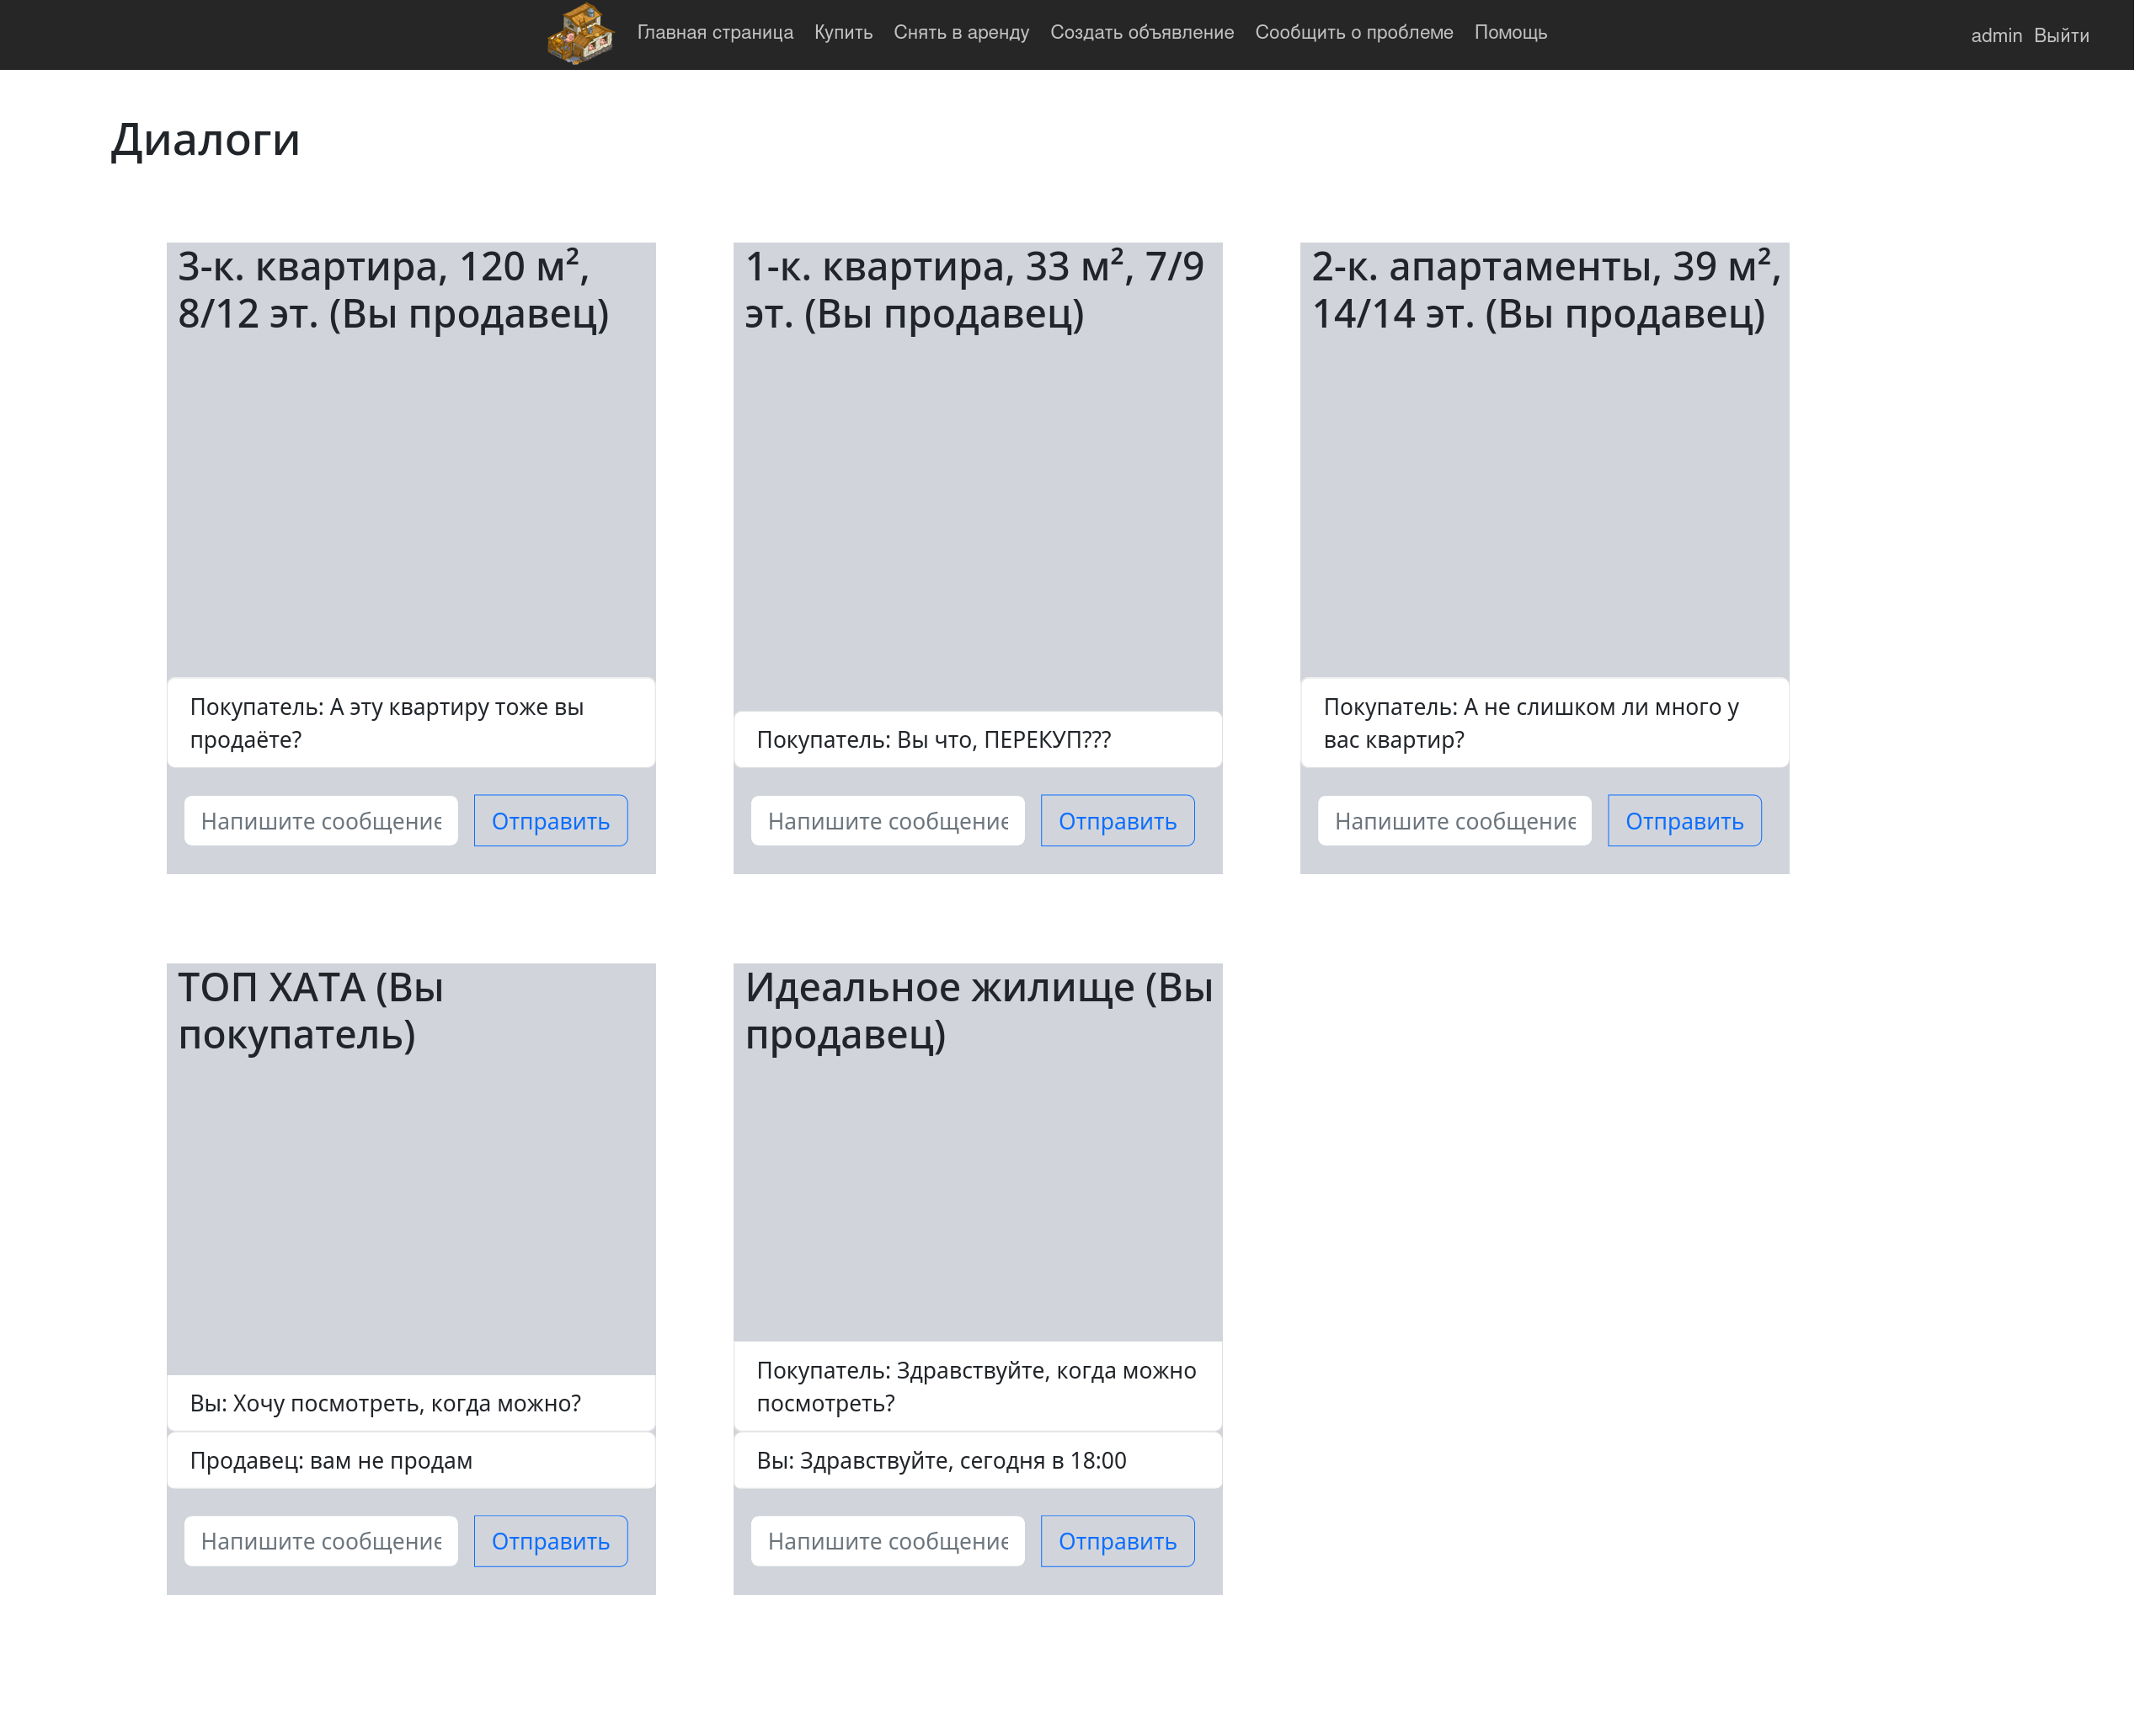 Главная страница Купить Снять в аренду Создать объявление Сообщить о проблеме Помощь admin Выйти
Диалоги
3-к. квартира, 120 м²,
8/12 эт. (Вы продавец)
Покупатель: А эту квартиру тоже вы
продаёте?
Напишите сообщение Отправить
1-к. квартира, 33 м², 7/9
эт. (Вы продавец)
Покупатель: Вы что, ПЕРЕКУП???
Напишите сообщение Отправить
2-к. апартаменты, 39 м²,
14/14 эт. (Вы продавец)
Покупатель: А не слишком ли много у
вас квартир?
Напишите сообщение Отправить
ТОП ХАТА (Вы
покупатель)
Вы: Хочу посмотреть, когда можно?
Продавец: вам не продам
Напишите сообщение Отправить
Идеальное жилище (Вы
продавец)
Покупатель: Здравствуйте, когда можно
посмотреть?
Вы: Здравствуйте, сегодня в 18:00
Напишите сообщение Отправить